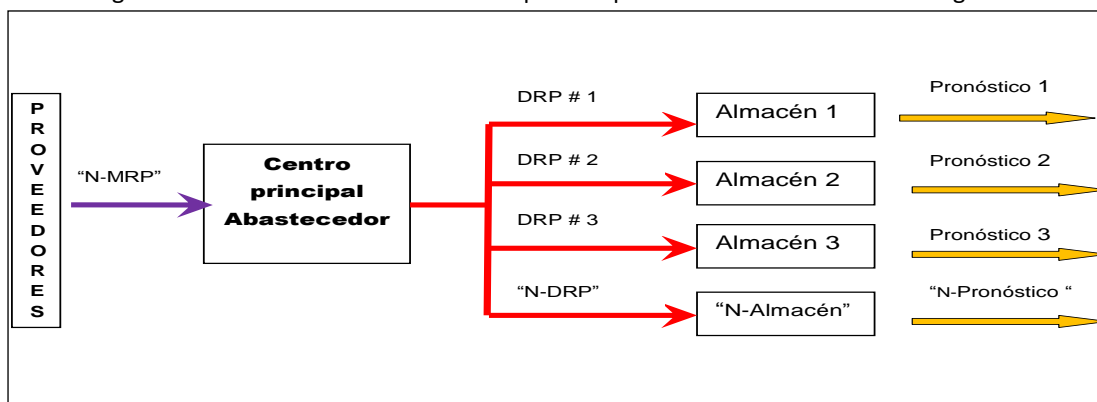 PROVEEDORES
“N-MRP”
Centro
principal
Abastecedor
DRP # 1
Almacén 1
Pronóstico 1
DRP # 2
Almacén 2
Pronóstico 2
DRP # 3
Almacén 3
Pronóstico 3
“N-DRP”
“N-Almacén”
“N-Pronóstico “